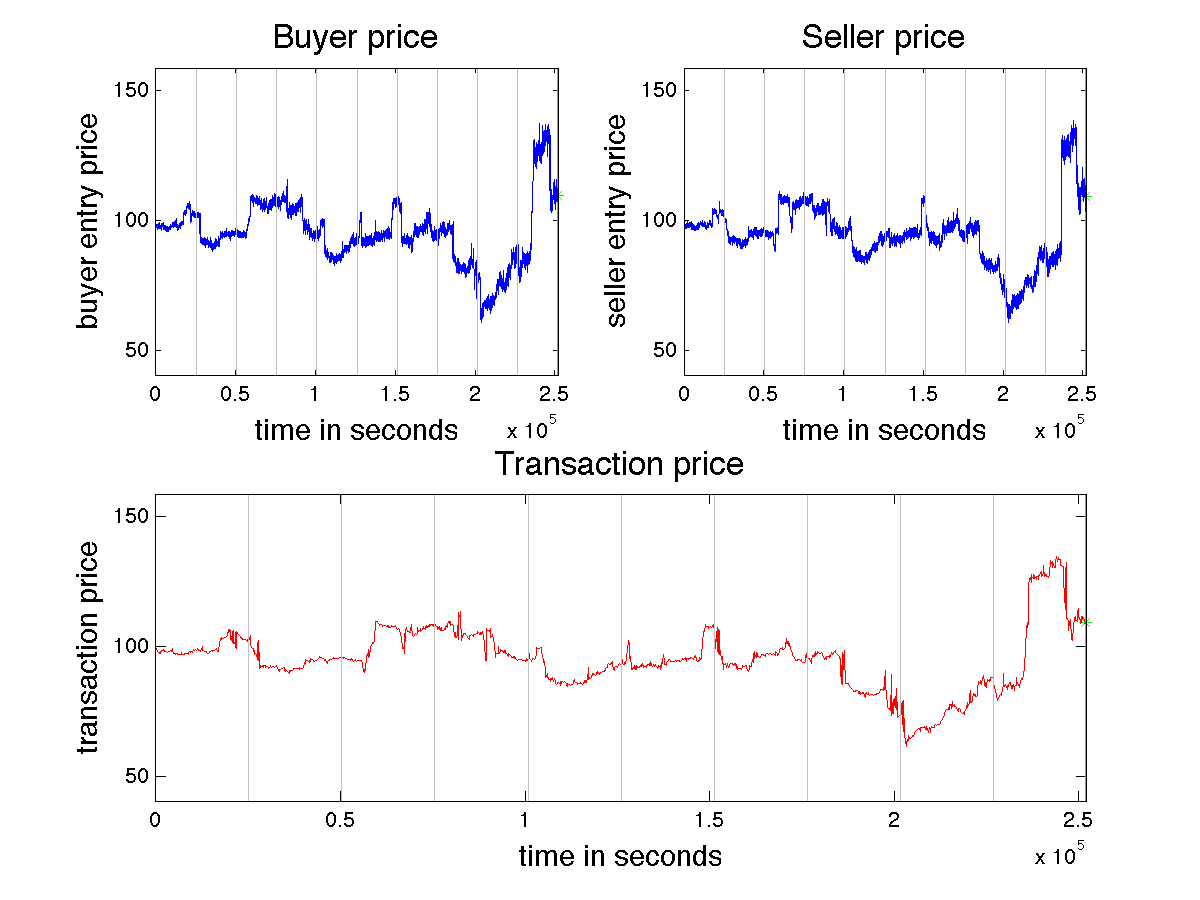 Buyer price
Seller price
buyer entry price
150
100
50
0 0.5 1 1.5 2 2.5
x 10^5
time in seconds
seller entry price
150
100
50
0 0.5 1 1.5 2 2.5
x 10^5
time in seconds
Transaction price
transaction price
150
100
50
0 0.5 1 1.5 2 2.5
x 10^5
time in seconds